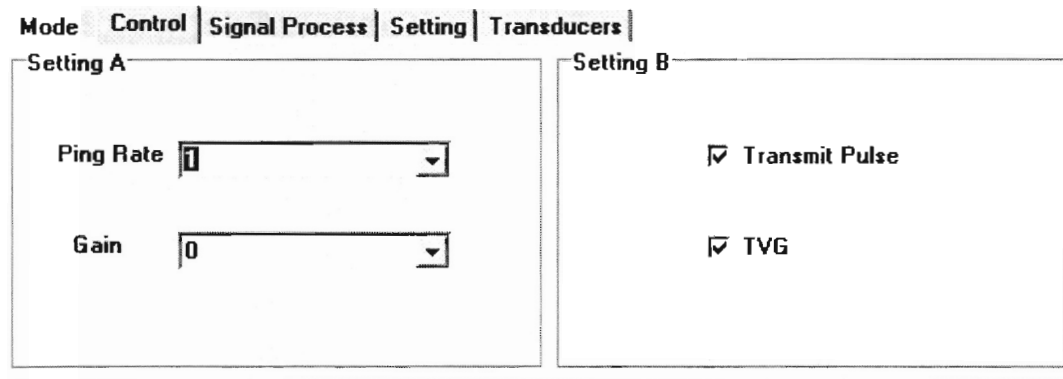 Mode Control Signal Process Setting Transducers
Setting A
Ping Rate 1
Gain 0
Setting B
Transmit Pulse
TVG